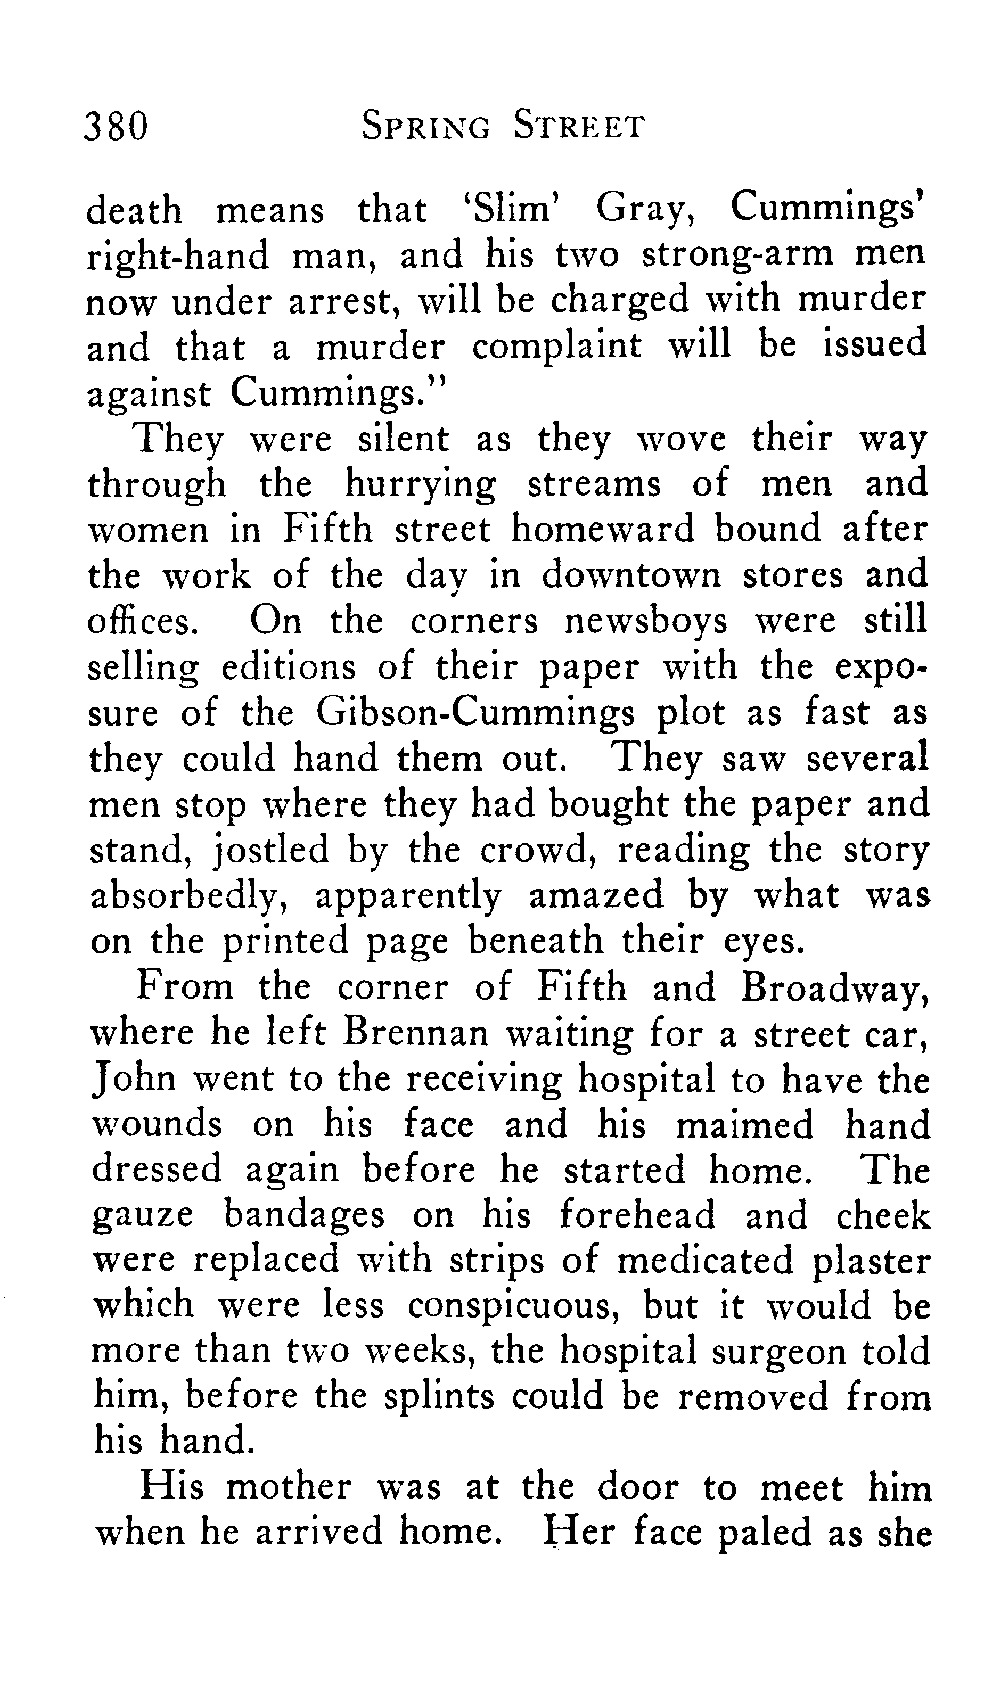 380 SPRING STREET
death means that 'Slim' Gray, Cummings'
right-hand man, and his two strong-arm men
now under arrest, will be charged with murder
and that a murder complaint will be issued
against Cummings."
They were silent as they wove their way
through the hurrying streams of men and
women in Fifth street homeward bound after
the work of the day in downtown stores and
offices. On the corners newsboys were still
selling editions of their paper with the expo-
sure of the Gibson-Cummings plot as fast as
they could hand them out. They saw several
men stop where they had bought the paper and
stand, jostled by the crowd, reading the story
absorbedly, apparently amazed by what was
on the printed page beneath their eyes.
From the corner of Fifth and Broadway,
where he left Brennan waiting for a street car,
John went to the receiving hospital to have the
wounds on his face and his maimed hand
dressed again before he started home. The
gauze bandages on his forehead and cheek
were replaced with strips of medicated plaster
which were less conspicuous, but it would be
more than two weeks, the hospital surgeon told
him, before the splints could be removed from
his hand.
His mother was at the door to meet him
when he arrived home. Her face paled as she